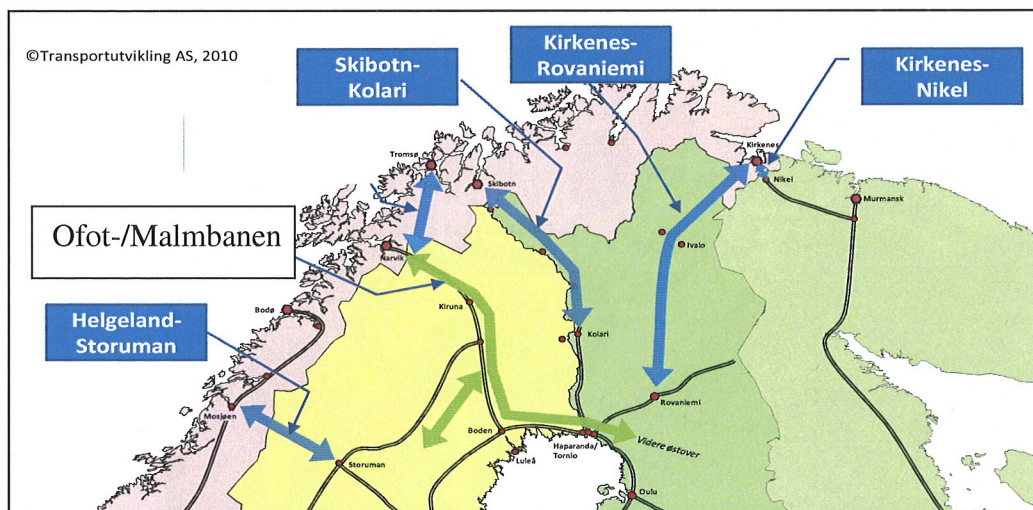 ©Transportutvikling AS, 2010
Skibotn-
Kolari
Kirkenes-
Rovaniemi
Kirkenes-
Nikel
Tromsø
Skibotn
Kirkenes
Nikel
Murmansk
Ofot-/Malmbanen
Narvik
Ivalo
Bodø
Kiruna
Helgeland-
Storuman
Kolari
Mosjøen
Rovaniemi
Boden
Haparanda/
Tornio
Videre østover
Storuman
Luleå
Oulu